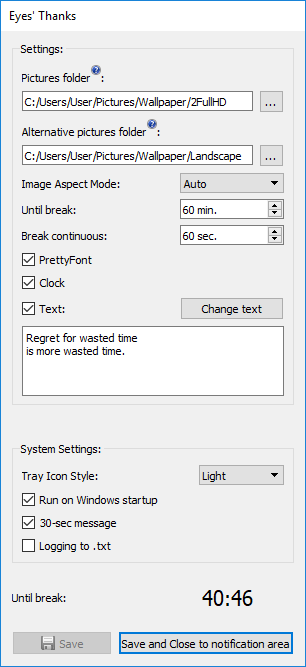 Eyes' Thanks
Settings:
Pictures folder ? :
C:/Users/User/Pictures/Wallpaper/2FullHD
...
Alternative pictures folder ? :
C:/Users/User/Pictures/Wallpaper/Landscape
...
Image Aspect Mode: Auto
Until break: 60 min.
Break continuous: 60 sec.
PrettyFont
Clock
Text: Change text
Regret for wasted time
is more wasted time.
System Settings:
Tray Icon Style: Light
Run on Windows startup
30-sec message
Logging to .txt
Until break: 40:46
Save Save and Close to notification area